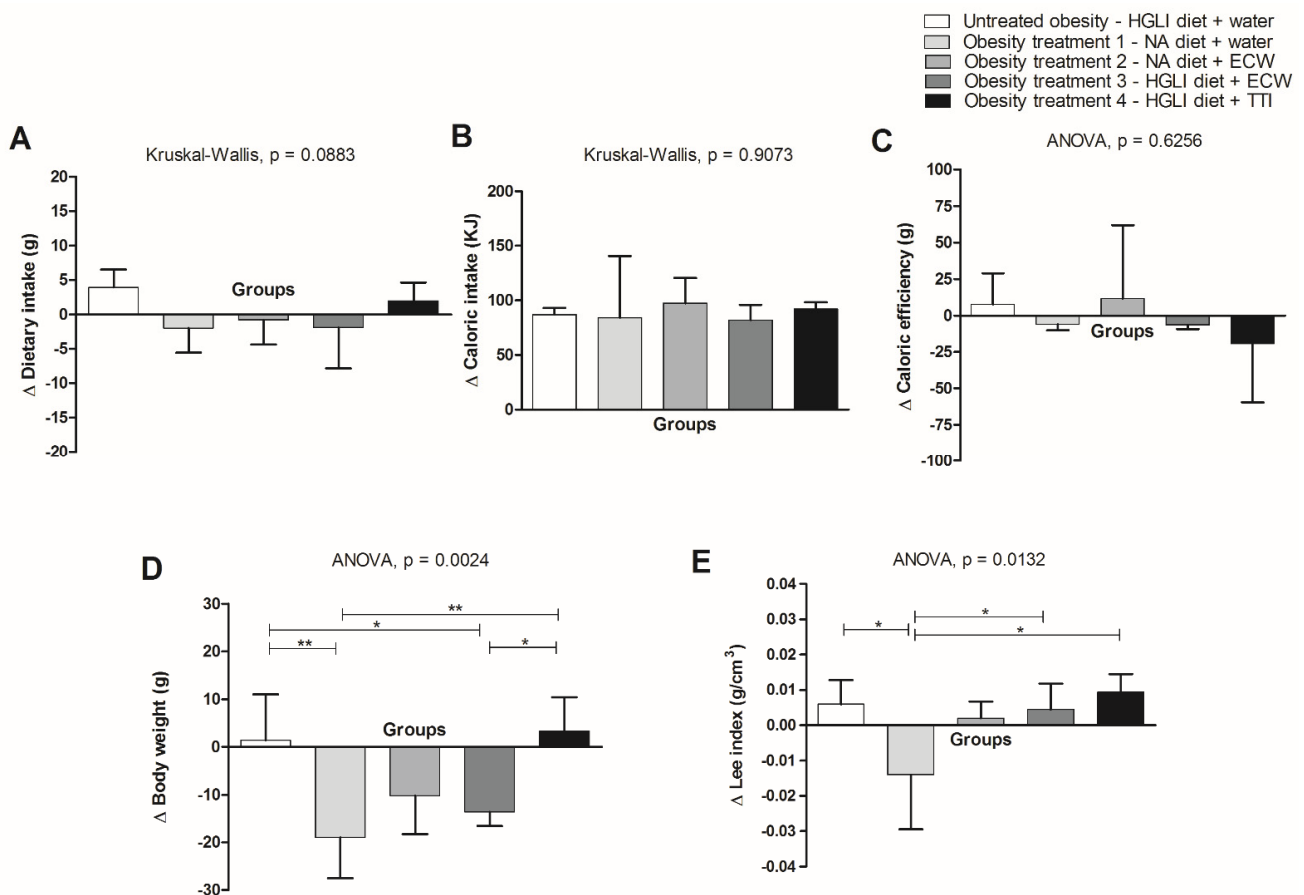 Untreated obesity - HGLI diet + water
Obesity treatment 1 - NA diet + water
Obesity treatment 2 - NA diet + ECW
Obesity treatment 3 - HGLI diet + ECW
Obesity treatment 4 - HGLI diet + TTI
A
Kruskal-Wallis, p = 0.0883
Δ Dietary intake (g)
20
15
10
5
0
-5
-10
-15
-20
Groups
B
Kruskal-Wallis, p = 0.9073
Δ Caloric intake (KJ)
200
150
100
50
0
Groups
C
ANOVA, p = 0.6256
Δ Caloric efficiency (g)
100
75
50
25
0
-25
-50
-75
-100
Groups
D
ANOVA, p = 0.0024
Δ Body weight (g)
30
20
10
0
-10
-20
-30
**
*
**
*
Groups
E
ANOVA, p = 0.0132
Δ Lee index (g/cm³)
0.04
0.03
0.02
0.01
0.00
-0.01
-0.02
-0.03
0.04
*
*
*
Groups